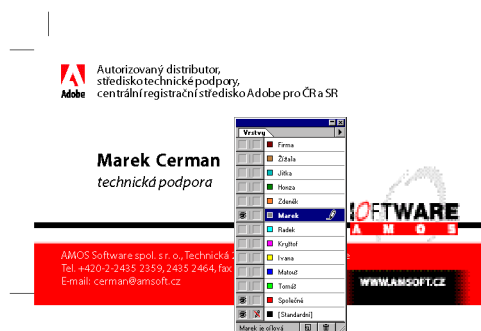 Adobe
Autorizovaný distributor,
středisko technické podpory,
centrální registrační středisko Adobe pro ČR a SR
Marek Cerman
technická podpora
Vrstvy
Firma
Žížala
Jitka
Honza
Zdeněk
Marek
Radek
Kryštof
Ivana
Matouš
Tomáš
Společné
[Standardní]
Marek je cílová
SOFTWARE
A M O S
AMOS Software spol. s r. o., Technická
Tel. +420-2-2435 2359, 2435 2464, fax
E-mail: cerman@amsoft.cz
WWW.AMSOFT.CZ